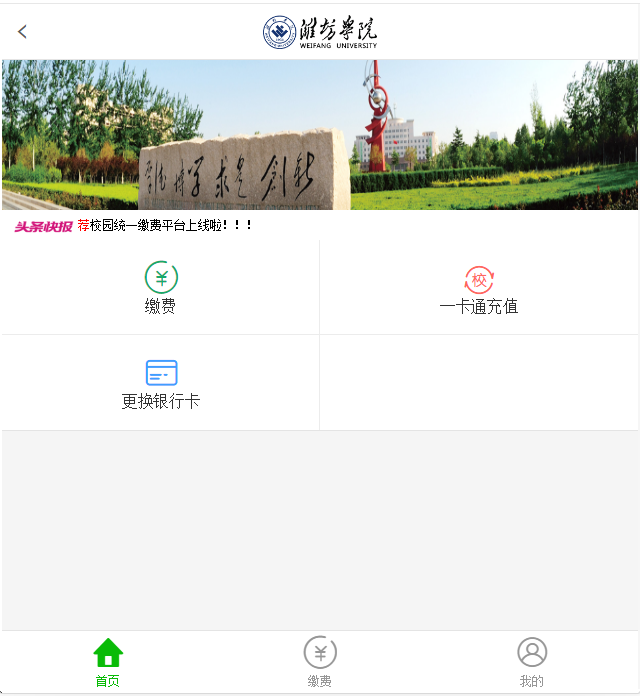 潍坊学院
WEIFANG UNIVERSITY
头条快报 荐校园统一缴费平台上线啦！！！
缴费
校
一卡通充值
更换银行卡
首页
缴费
我的